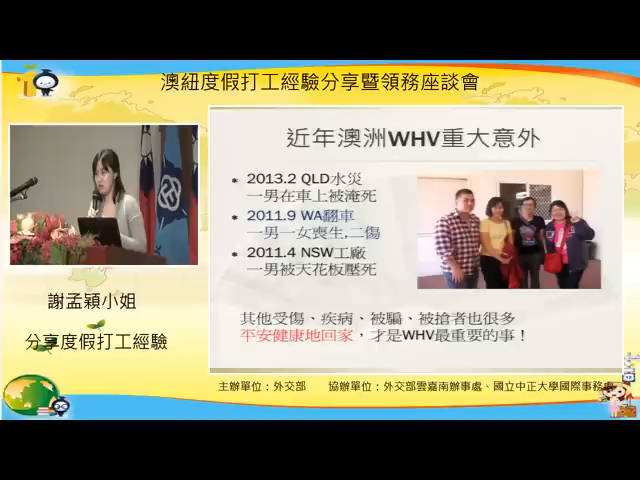 澳紐度假打工經驗分享暨領務座談會
近年澳洲WHV重大意外
* 2013.2 QLD水災
一男在車上被淹死
* 2011.9 WA翻車
一男一女喪生,二傷
* 2011.4 NSW工廠
一男被天花板壓死
其他受傷、疾病、被騙、被搶者也很多
平安健康地回家，才是WHV最重要的事！
謝孟穎小姐
分享度假打工經驗
主辦單位：外交部　協辦單位：外交部雲嘉南辦事處、國立中正大學國際事務處